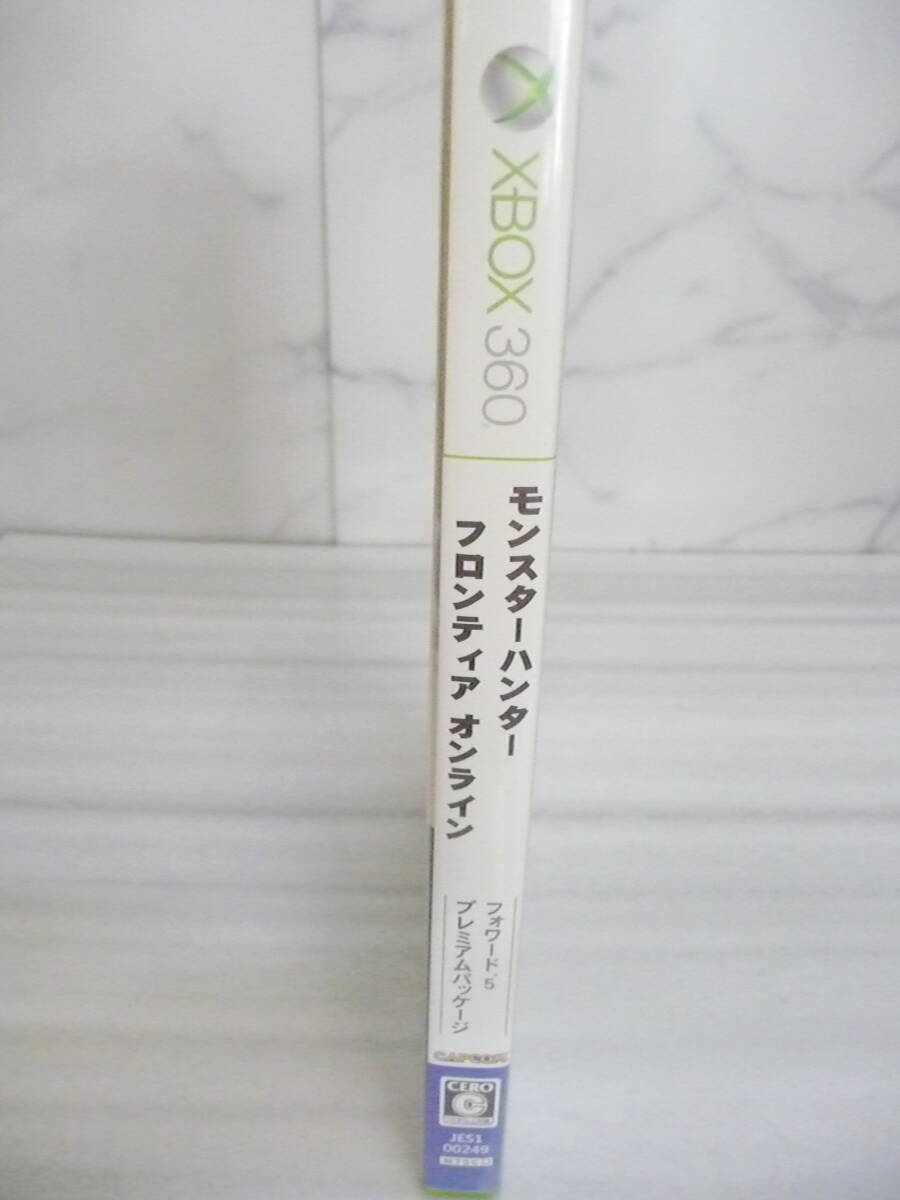 XBOX 360
モンスターハンター
フロンティア オンライン
フォワード.5
プレミアムパッケージ
CAPCOM
CERO
C
JES1
00249